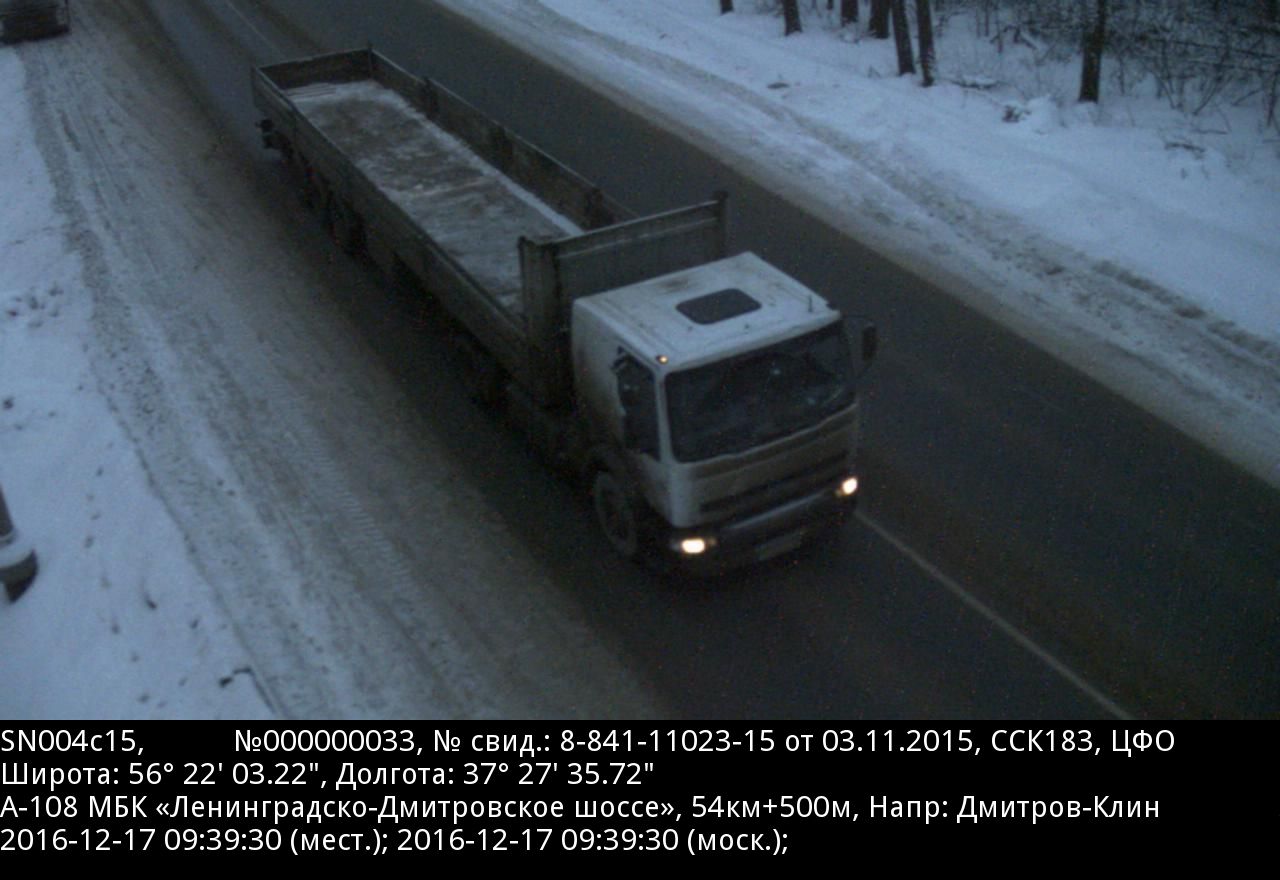 SN004c15, №000000033, № свид.: 8-841-11023-15 от 03.11.2015, ССК183, ЦФО
Широта: 56° 22' 03.22", Долгота: 37° 27' 35.72"
А-108 МБК «Ленинградско-Дмитровское шоссе», 54км+500м, Напр: Дмитров-Клин
2016-12-17 09:39:30 (мест.); 2016-12-17 09:39:30 (моск.);